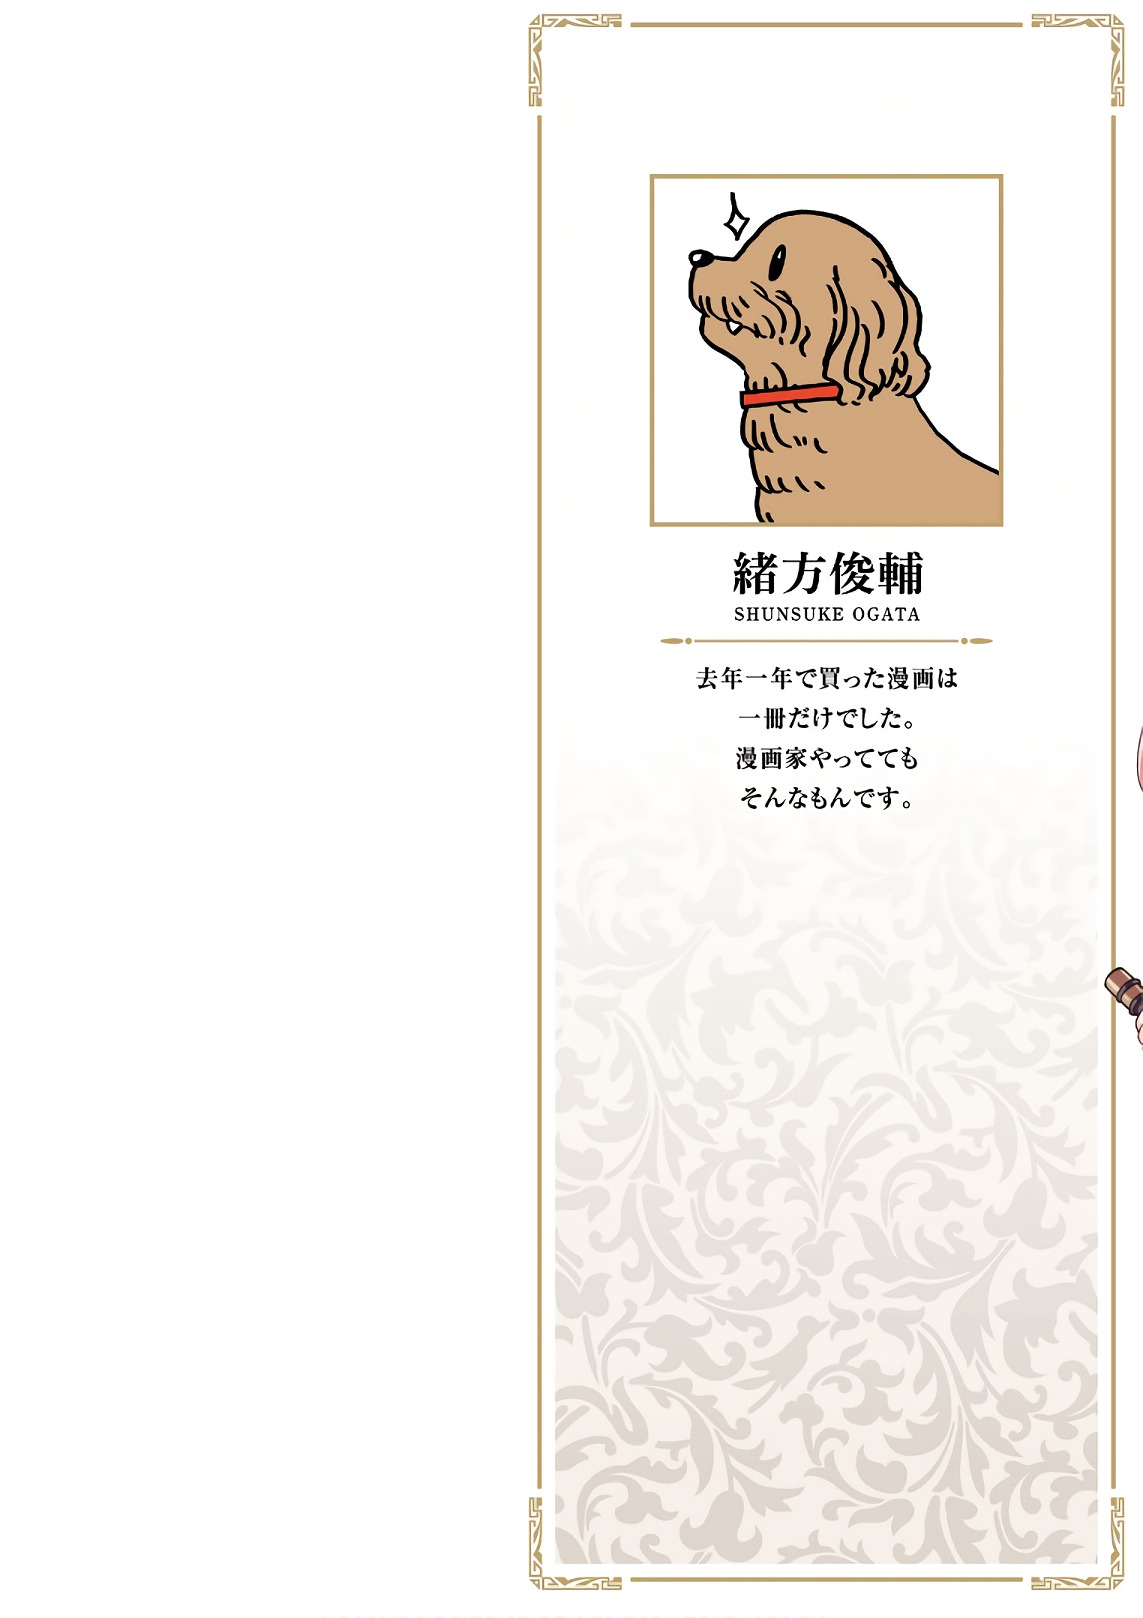 緒方俊輔
SHUNSUKE OGATA
去年一年で買った漫画は
一冊だけでした。
漫画家やってても
そんなもんです。